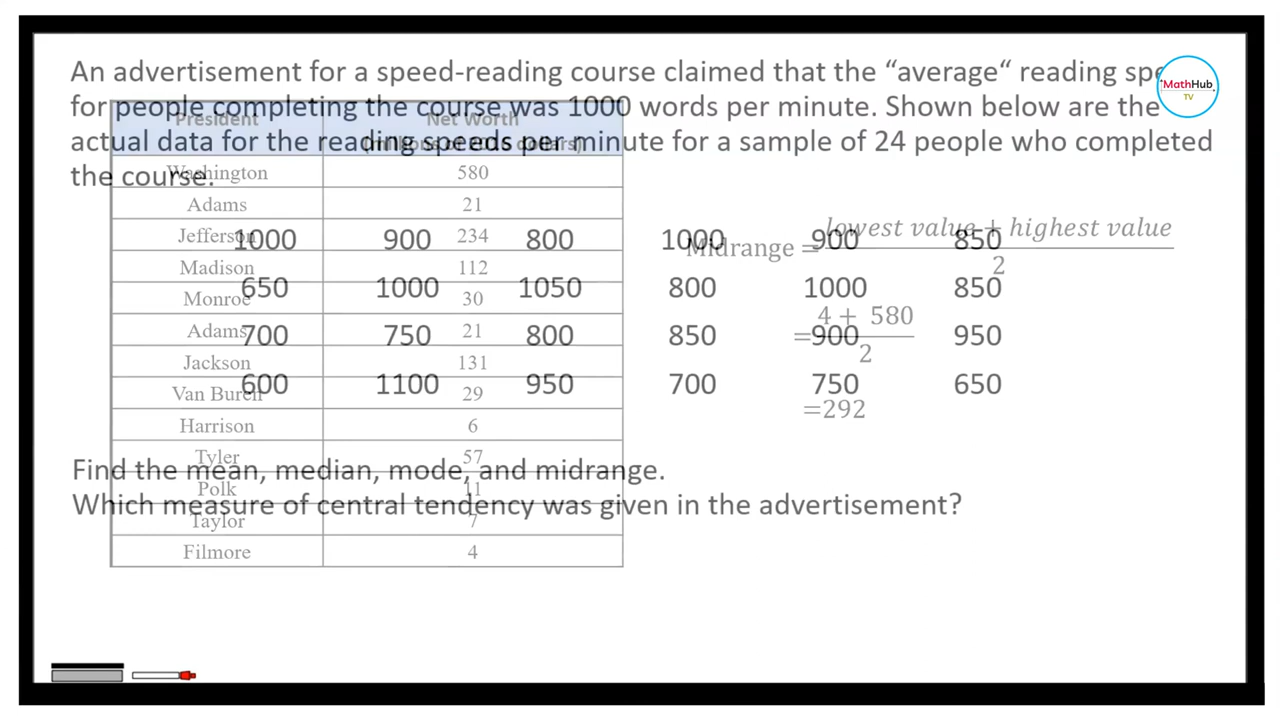 An advertisement for a speed-reading course claimed that the “average“ reading spe
for people completing the course was 1000 words per minute. Shown below are the
actual data for the reading speeds per minute for a sample of 24 people who completed
the course.
MathHub
TV
1000 900 800 1000 900 850
650 1000 1050 800 1000 850
700 750 800 850 900 950
600 1100 950 700 750 650
Find the mean, median, mode, and midrange.
Which measure of central tendency was given in the advertisement?
President Net Worth
dollars)
Washington 580
Adams 21
Jefferson 234
Madison 112
Monroe 30
Adams 21
Jackson 131
Van Buren 29
Harrison 6
Tyler 57
Polk 11
Taylor 7
Filmore 4
Midrange = lowest value + highest value
2
= 4 + 580
2
=292